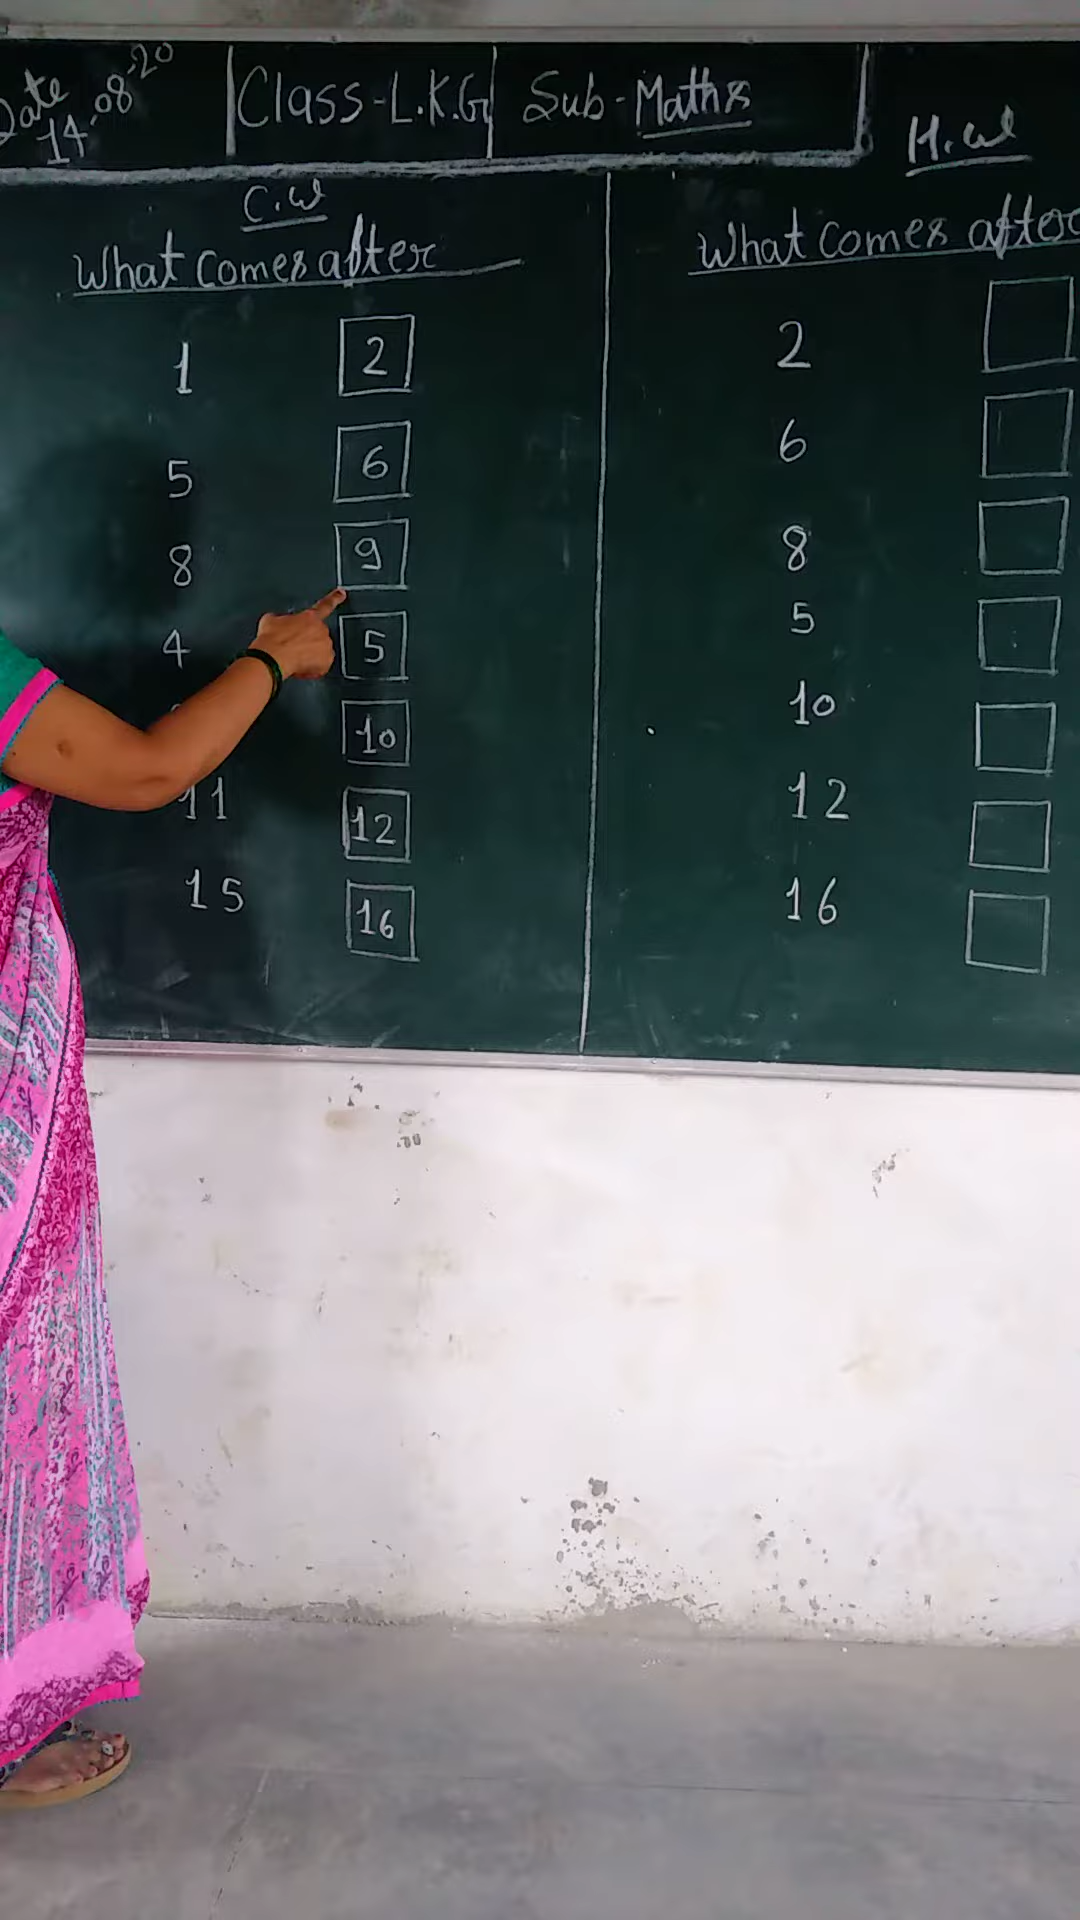 Date 14-08-20
Class-L.K.G
Sub-Maths
C.W
What comes after
1 2
5 6
8 9
4 5
10
11 12
15 16
H.W
What comes after
2
6
8
5
10
12
16